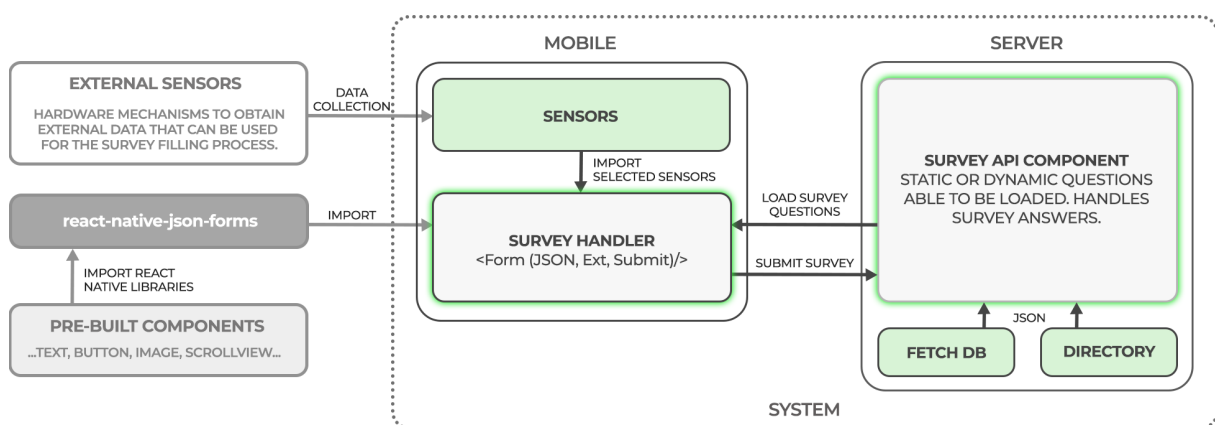 MOBILE
SERVER
EXTERNAL SENSORS
HARDWARE MECHANISMS TO OBTAIN
EXTERNAL DATA THAT CAN BE USED
FOR THE SURVEY FILLING PROCESS.
DATA
COLLECTION
SENSORS
IMPORT
SELECTED SENSORS
react-native-json-forms
IMPORT
SURVEY HANDLER
<Form (JSON, Ext, Submit)/>
LOAD SURVEY
QUESTIONS
SUBMIT SURVEY
SURVEY API COMPONENT
STATIC OR DYNAMIC QUESTIONS
ABLE TO BE LOADED. HANDLES
SURVEY ANSWERS.
IMPORT REACT
NATIVE LIBRARIES
PRE-BUILT COMPONENTS
...TEXT, BUTTON, IMAGE, SCROLLVIEW...
JSON
FETCH DB
DIRECTORY
SYSTEM